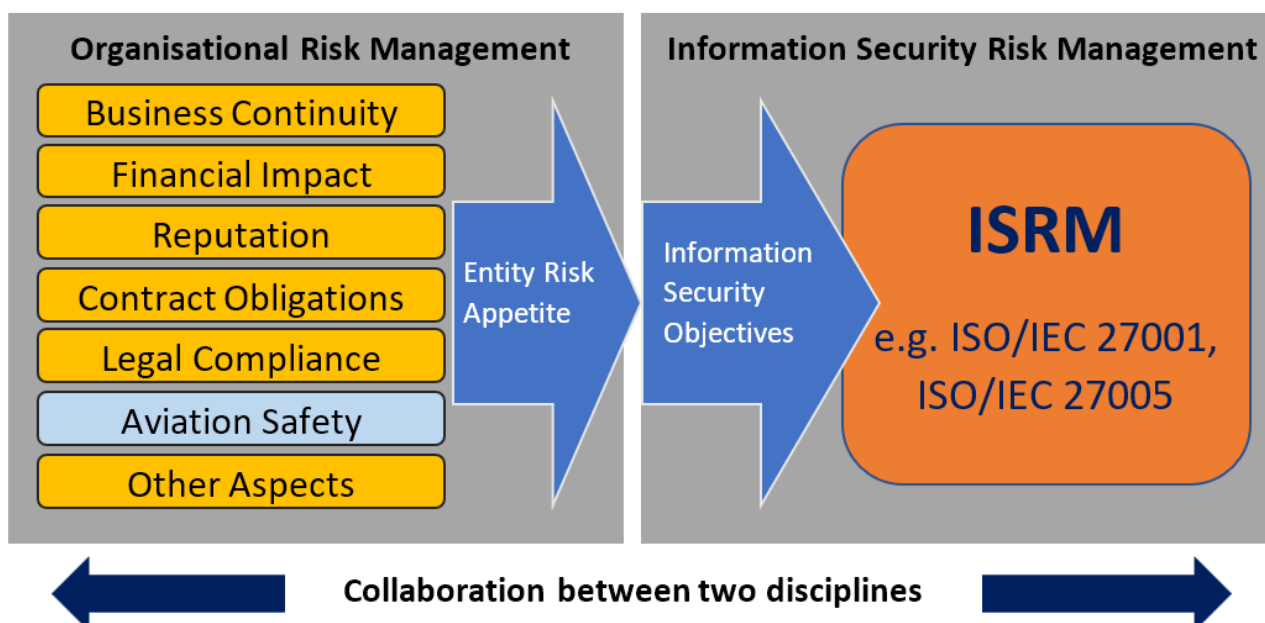 Organisational Risk Management
Business Continuity
Financial Impact
Reputation
Contract Obligations
Legal Compliance
Aviation Safety
Other Aspects
Entity Risk
Appetite
Information Security Risk Management
Information
Security
Objectives
ISRM
e.g. ISO/IEC 27001,
ISO/IEC 27005
Collaboration between two disciplines